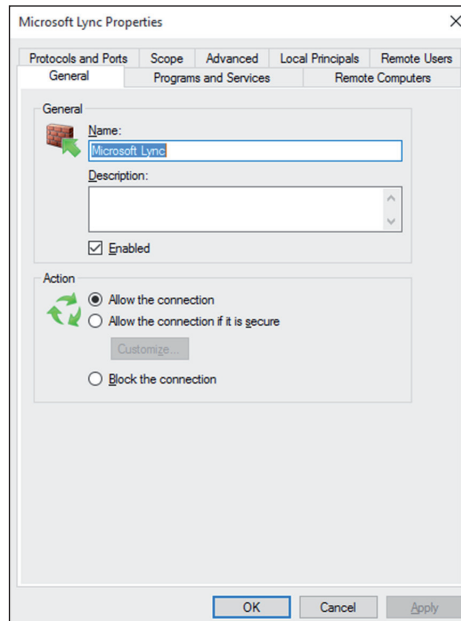 Microsoft Lync Properties
Protocols and Ports Scope Advanced Local Principals Remote Users
General Programs and Services Remote Computers
General
Name:
Microsoft Lync
Description:
Enabled
Action
Allow the connection
Allow the connection if it is secure
Customize...
Block the connection
OK Cancel Apply